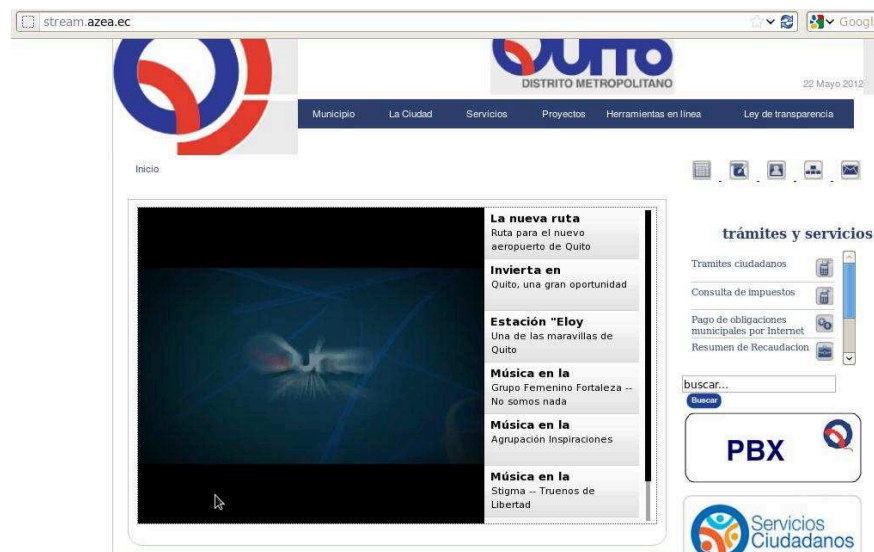 stream.azea.ec
Googl
QUITO
DISTRITO METROPOLITANO
22 Mayo 2012
Municipio
La Ciudad
Servicios
Proyectos
Herramientas en línea
Ley de transparencia
Inicio
La nueva ruta
Ruta para el nuevo
aeropuerto de Quito
Invierta en
Quito, una gran oportunidad
Estación "Eloy
Una de las maravillas de
Quito
Música en la
Grupo Femenino Fortaleza --
No somos nada
Música en la
Agrupación Inspiraciones
Música en la
Stigma -- Truenos de
Libertad
trámites y servicios
Tramites ciudadanos
Consulta de impuestos
Pago de obligaciones
municipales por Internet
Resumen de Recaudacion
buscar...
Buscar
PBX
Servicios
Ciudadanos